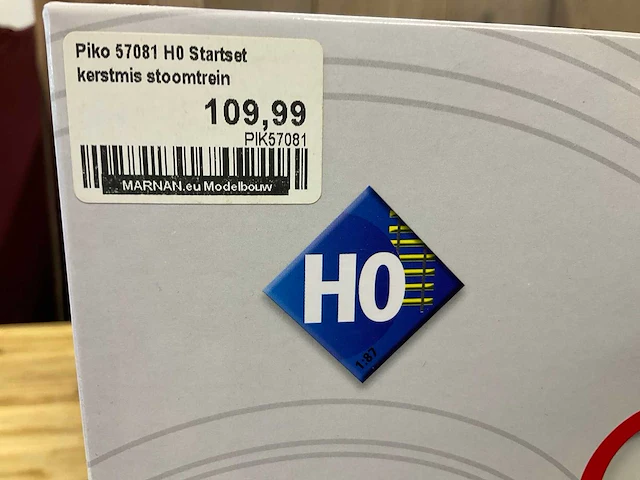 Piko 57081 H0 Startset
kerstmis stoomtrein
109,99
PIK57081
MARNAN.eu Modelbouw
H0
1:87